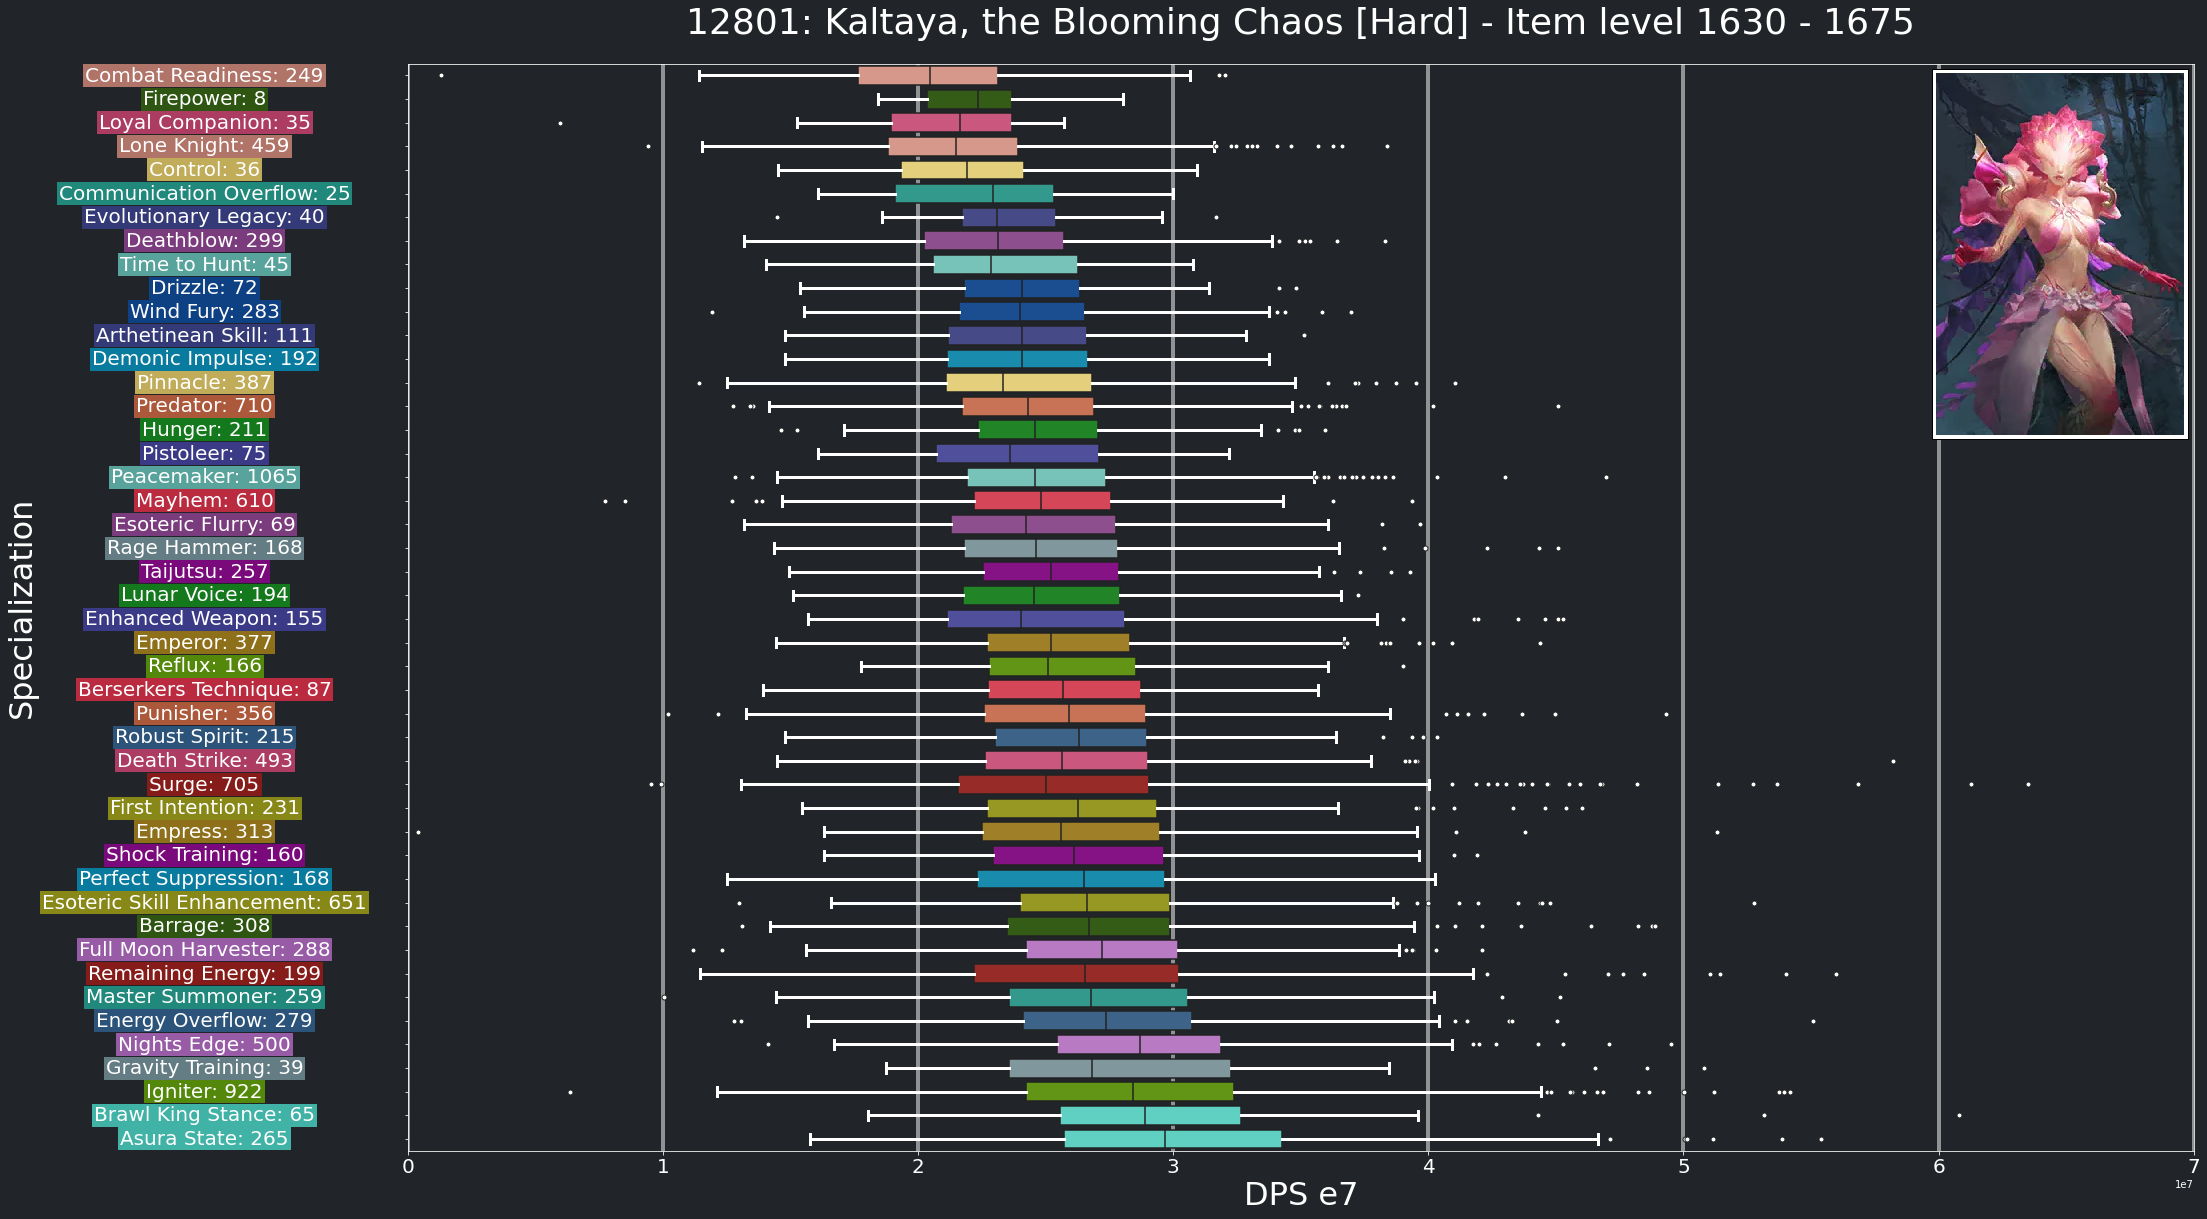 12801: Kaltaya, the Blooming Chaos [Hard] - Item level 1630 - 1675
Specialization
Combat Readiness: 249
Firepower: 8
Loyal Companion: 35
Lone Knight: 459
Control: 36
Communication Overflow: 25
Evolutionary Legacy: 40
Deathblow: 299
Time to Hunt: 45
Drizzle: 72
Wind Fury: 283
Arthetinean Skill: 111
Demonic Impulse: 192
Pinnacle: 387
Predator: 710
Hunger: 211
Pistoleer: 75
Peacemaker: 1065
Mayhem: 610
Esoteric Flurry: 69
Rage Hammer: 168
Taijutsu: 257
Lunar Voice: 194
Enhanced Weapon: 155
Emperor: 377
Reflux: 166
Berserkers Technique: 87
Punisher: 356
Robust Spirit: 215
Death Strike: 493
Surge: 705
First Intention: 231
Empress: 313
Shock Training: 160
Perfect Suppression: 168
Esoteric Skill Enhancement: 651
Barrage: 308
Full Moon Harvester: 288
Remaining Energy: 199
Master Summoner: 259
Energy Overflow: 279
Nights Edge: 500
Gravity Training: 39
Igniter: 922
Brawl King Stance: 65
Asura State: 265
0 1 2 3 4 5 6 7
1e7
DPS e7